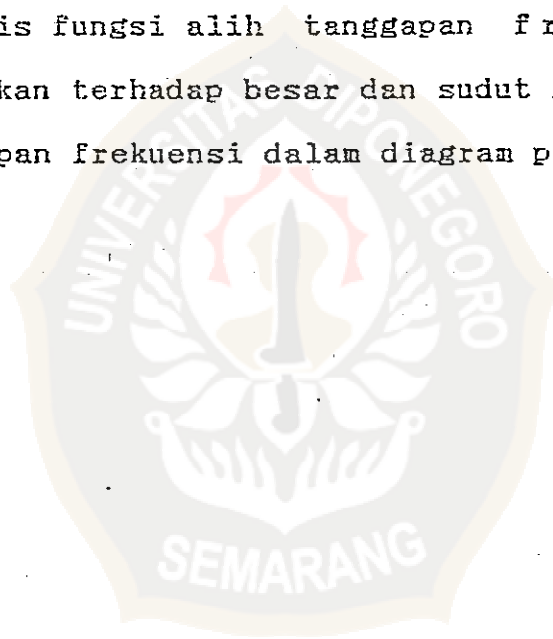 is fungsi alih tanggapan fr
kan terhadap besar dan sudut
pan frekuensi dalam diagram p
UNIVERSITAS DIPONEGORO
SEMARANG